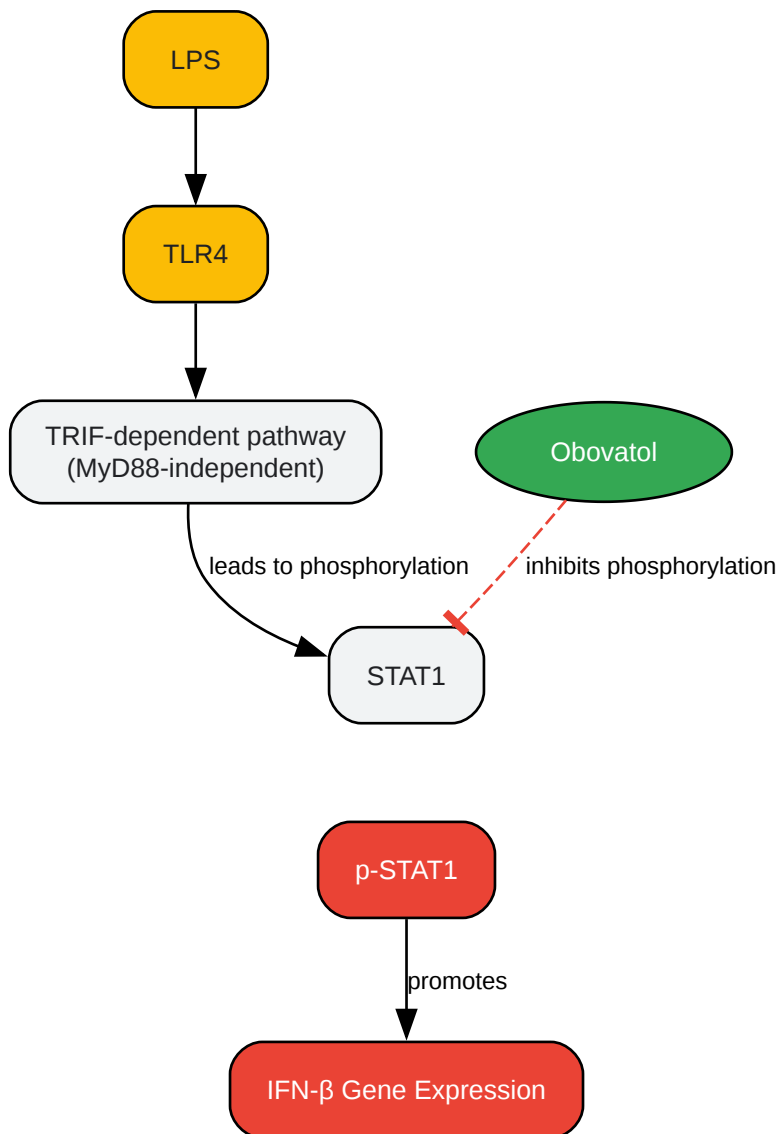 LPS
TLR4
TRIF-dependent pathway
(MyD88-independent)
Obovatol
leads to phosphorylation
inhibits phosphorylation
STAT1
p-STAT1
promotes
IFN-β Gene Expression